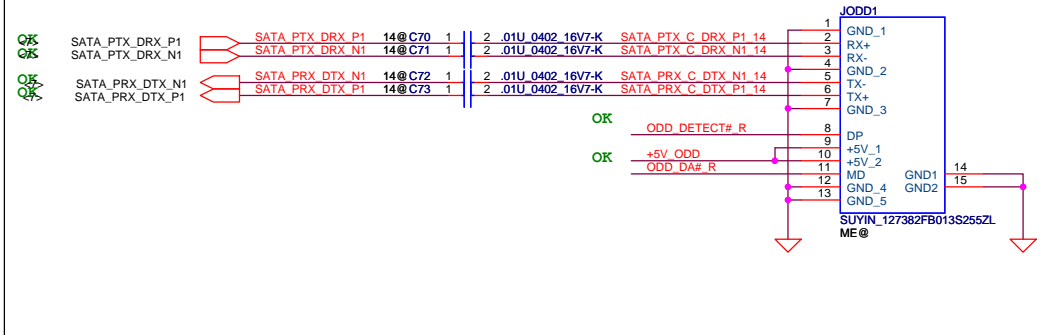 JODD1
1 GND_1
OK SATA_PTX_DRX_P1 SATA_PTX_DRX_P1 14@ C70 1 2 .01U_0402_16V7-K SATA_PTX_C_DRX_P1_14 2 RX+
OK SATA_PTX_DRX_N1 SATA_PTX_DRX_N1 14@ C71 1 2 .01U_0402_16V7-K SATA_PTX_C_DRX_N1_14 3 RX-
4 GND_2
OK SATA_PRX_DTX_N1 SATA_PRX_DTX_N1 14@ C72 1 2 .01U_0402_16V7-K SATA_PRX_C_DTX_N1_14 5 TX-
OK SATA_PRX_DTX_P1 SATA_PRX_DTX_P1 14@ C73 1 2 .01U_0402_16V7-K SATA_PRX_C_DTX_P1_14 6 TX+
7 GND_3
OK
ODD_DETECT#_R 8 DP
9 +5V_1
OK +5V_ODD 10 +5V_2
ODD_DA#_R 11 MD GND1 14
12 GND_4 GND2 15
13 GND_5
SUYIN_127382FB013S255ZL
ME@